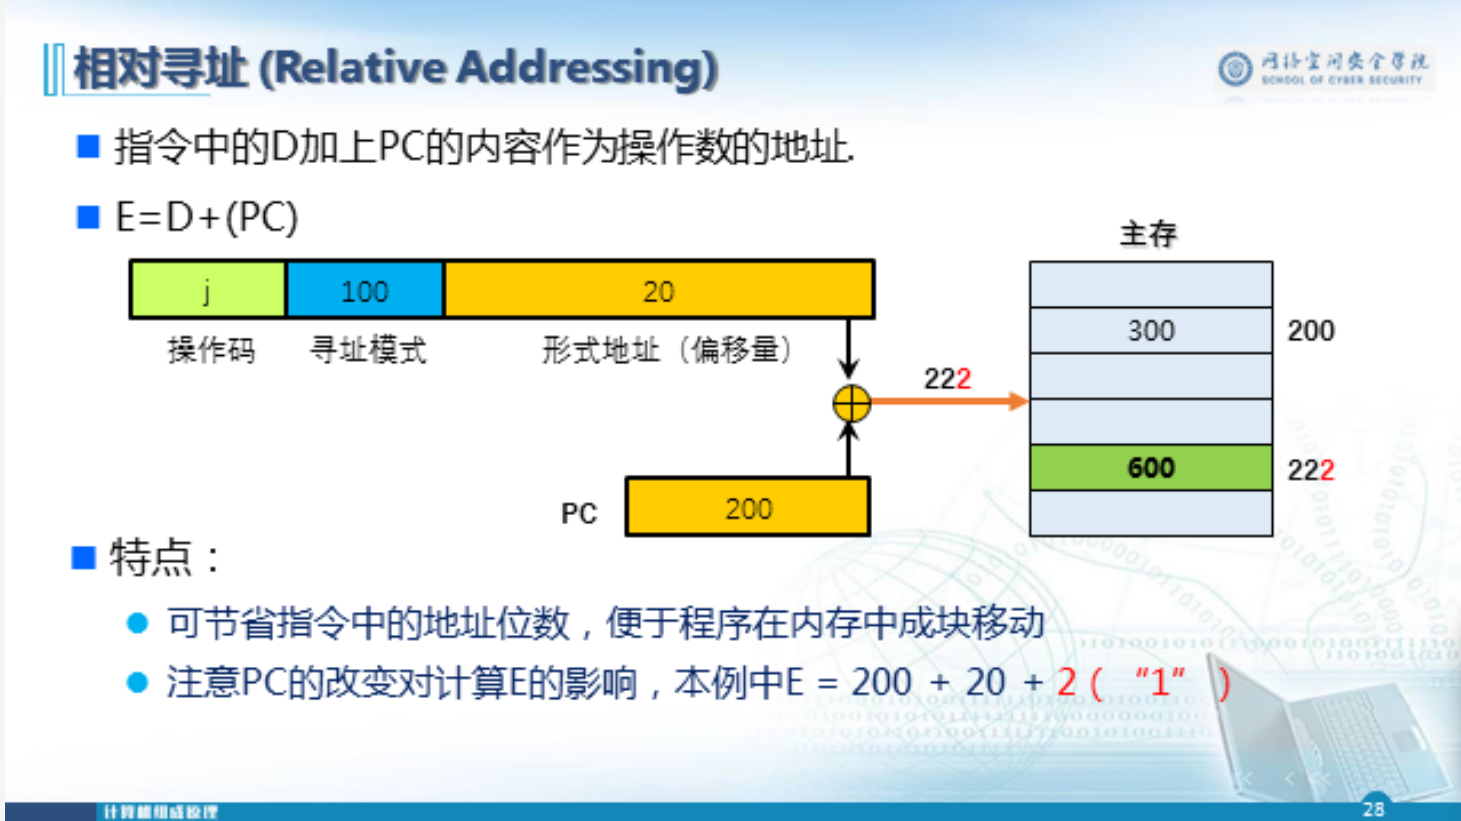 相对寻址 (Relative Addressing)
网络空间安全学院
SCHOOL OF CYBER SECURITY
指令中的D加上PC的内容作为操作数的地址.
E=D+(PC)
主存
j 100 20
操作码 寻址模式 形式地址（偏移量）
300 200
222
600 222
PC 200
特点：
可节省指令中的地址位数，便于程序在内存中成块移动
注意PC的改变对计算E的影响，本例中E = 200 + 20 + 2 ( “1” )
计算机组成原理
28